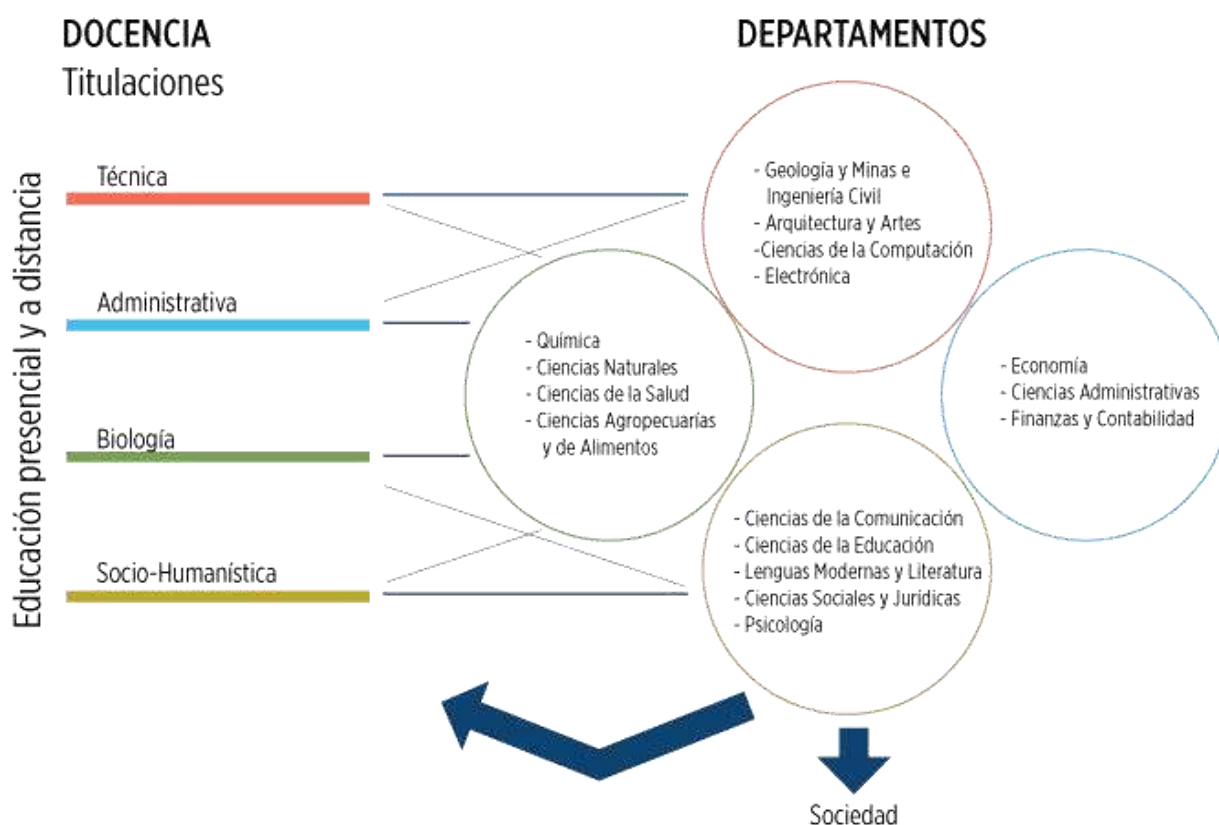 DOCENCIA
Titulaciones
DEPARTAMENTOS
Educación presencial y a distancia
Técnica
Administrativa
Biología
Socio-Humanística
- Geología y Minas e
Ingeniería Civil
- Arquitectura y Artes
-Ciencias de la Computación
- Electrónica
- Química
- Ciencias Naturales
- Ciencias de la Salud
- Ciencias Agropecuarías
y de Alimentos
- Economía
- Ciencias Administrativas
- Finanzas y Contabilidad
- Ciencias de la Comunicación
- Ciencias de la Educación
- Lenguas Modernas y Literatura
- Ciencias Sociales y Jurídicas
- Psicología
Sociedad